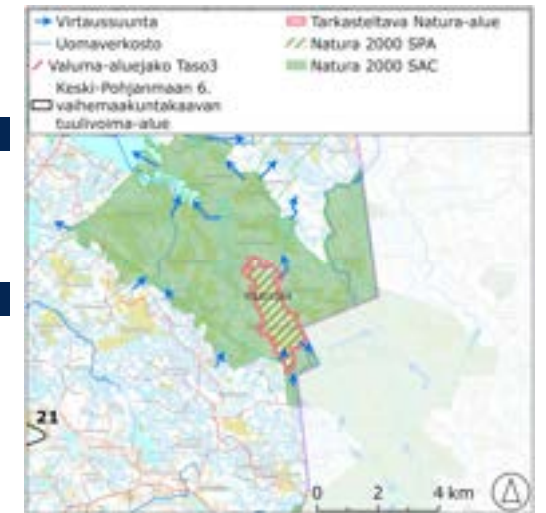 Virtaussuunta
Uomaverkosto
Valuma-aluejako Taso3
Keski-Pohjanmaan 6.
vaihemaakuntakaavan
tuulivoima-alue
Tarkasteltava Natura-alue
Natura 2000 SPA
Natura 2000 SAC
21
0 2 4 km